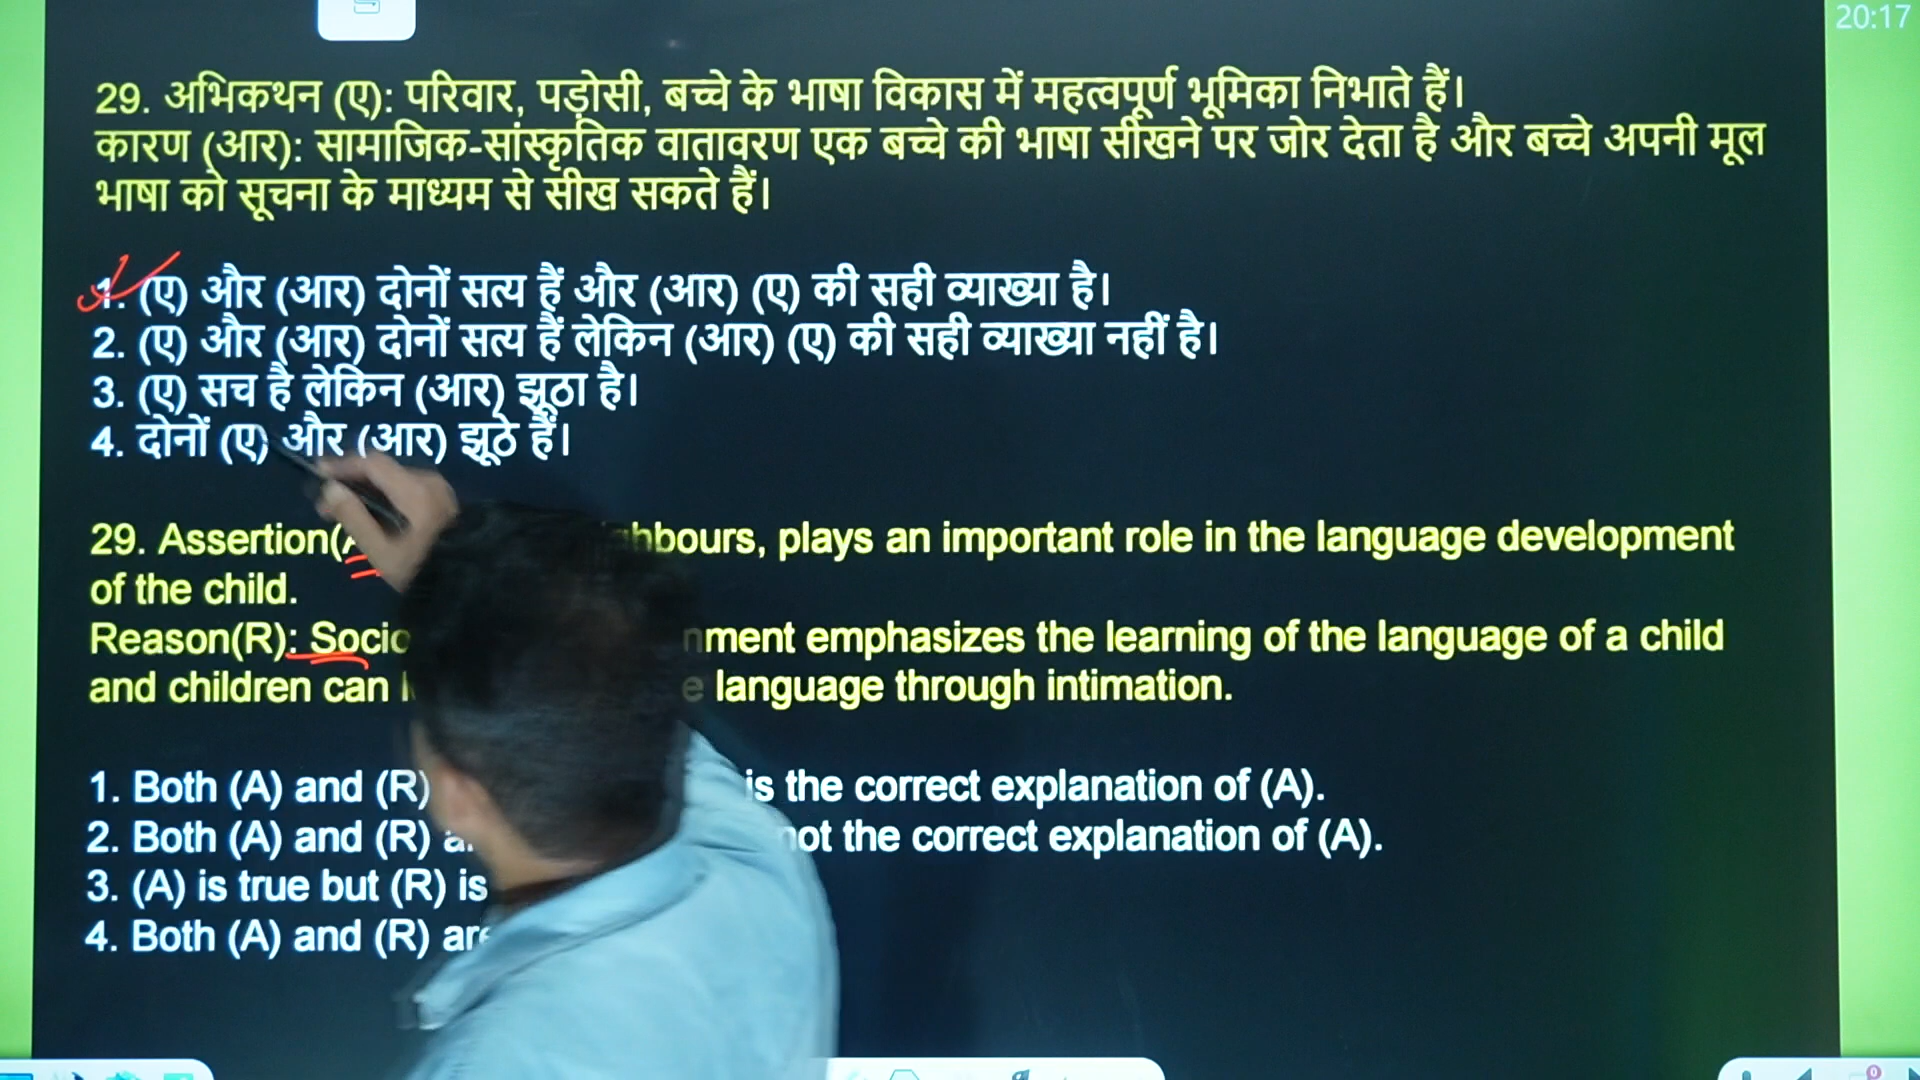 20:17
29. अभिकथन (ए): परिवार, पड़ोसी, बच्चे के भाषा विकास में महत्वपूर्ण भूमिका निभाते हैं।
कारण (आर): सामाजिक-सांस्कृतिक वातावरण एक बच्चे की भाषा सीखने पर जोर देता है और बच्चे अपनी मूल
भाषा को सूचना के माध्यम से सीख सकते हैं।
1. (ए) और (आर) दोनों सत्य हैं और (आर) (ए) की सही व्याख्या है।
2. (ए) और (आर) दोनों सत्य हैं लेकिन (आर) (ए) की सही व्याख्या नहीं है।
3. (ए) सच है लेकिन (आर) झूठा है।
4. दोनों (ए) और (आर) झूठे हैं।
29. Assertion( plays an important role in the language development
of the child.
Reason(R): emphasizes the learning of the language of a child
and children can language through intimation.
1. Both (A) and (R) is the correct explanation of (A).
2. Both (A) and (R) not the correct explanation of (A).
3. (A) is true but (R) is
4. Both (A) and (R)